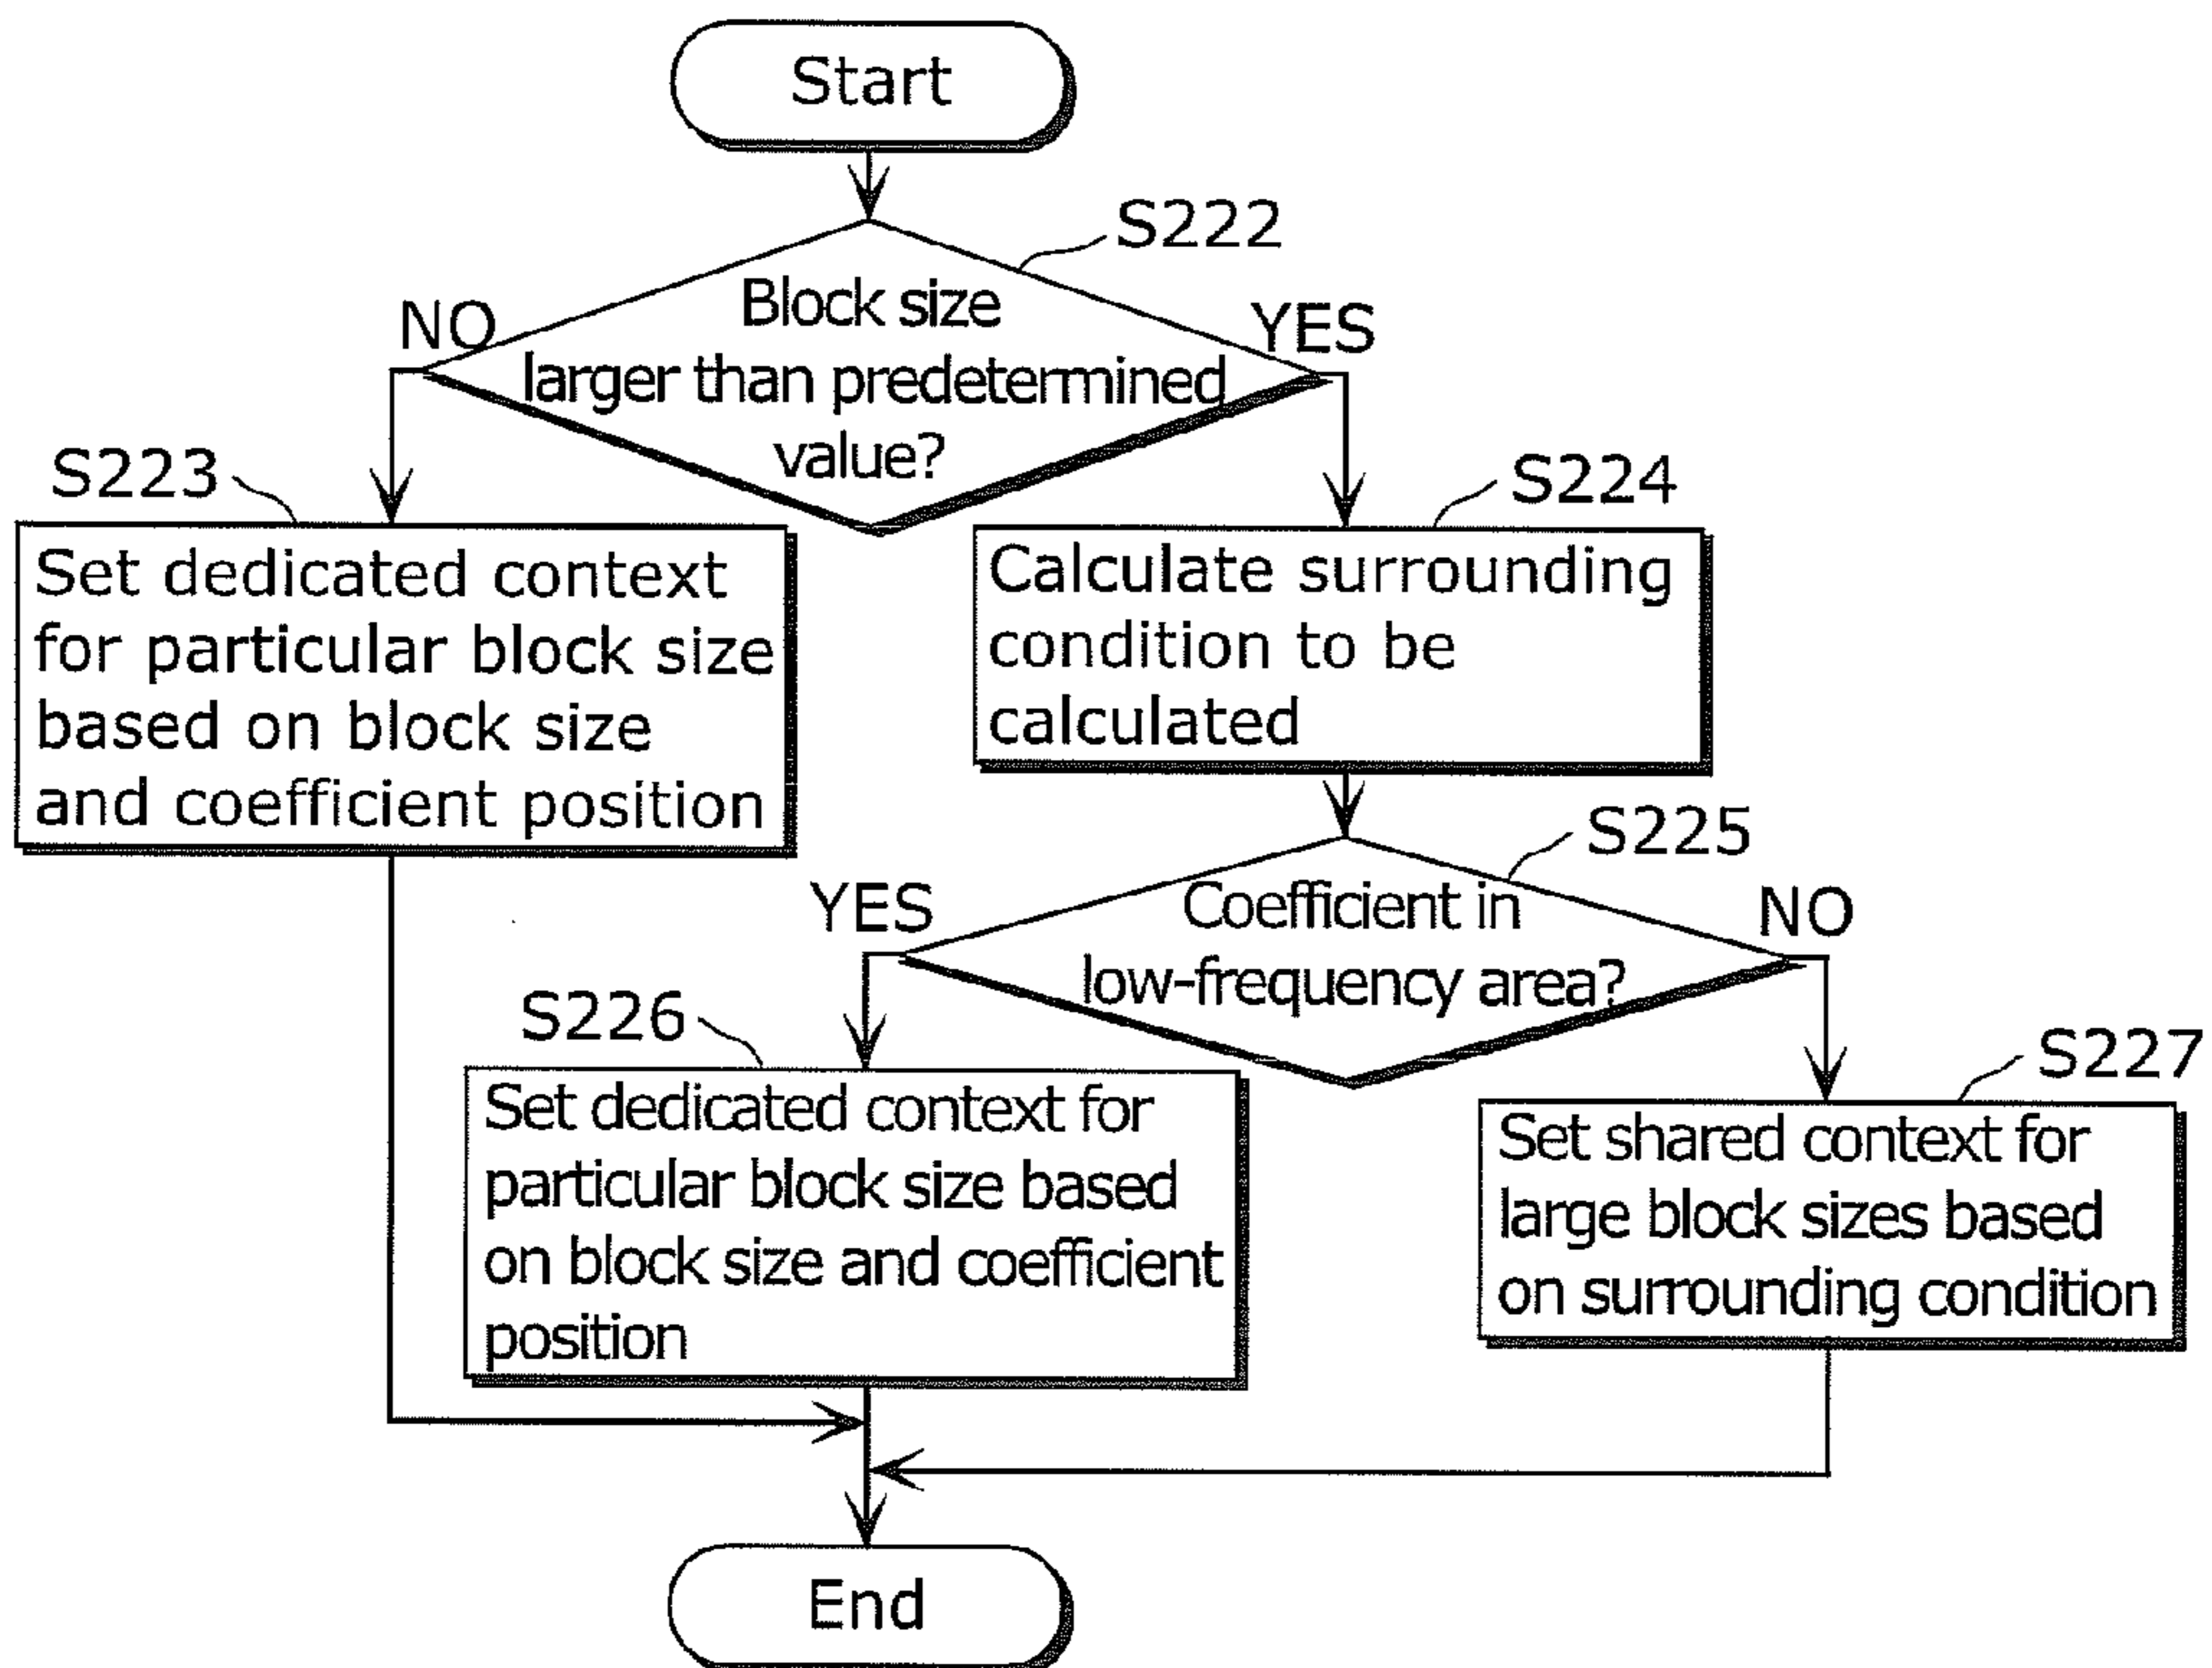 Start
S222
Block size
larger than predetermined
value?
NO
YES
S223
Set dedicated context
for particular block size
based on block size
and coefficient position
S224
Calculate surrounding
condition to be
calculated
S225
Coefficient in
low-frequency area?
YES
NO
S226
Set dedicated context for
particular block size based
on block size and coefficient
position
S227
Set shared context for
large block sizes based
on surrounding condition
End